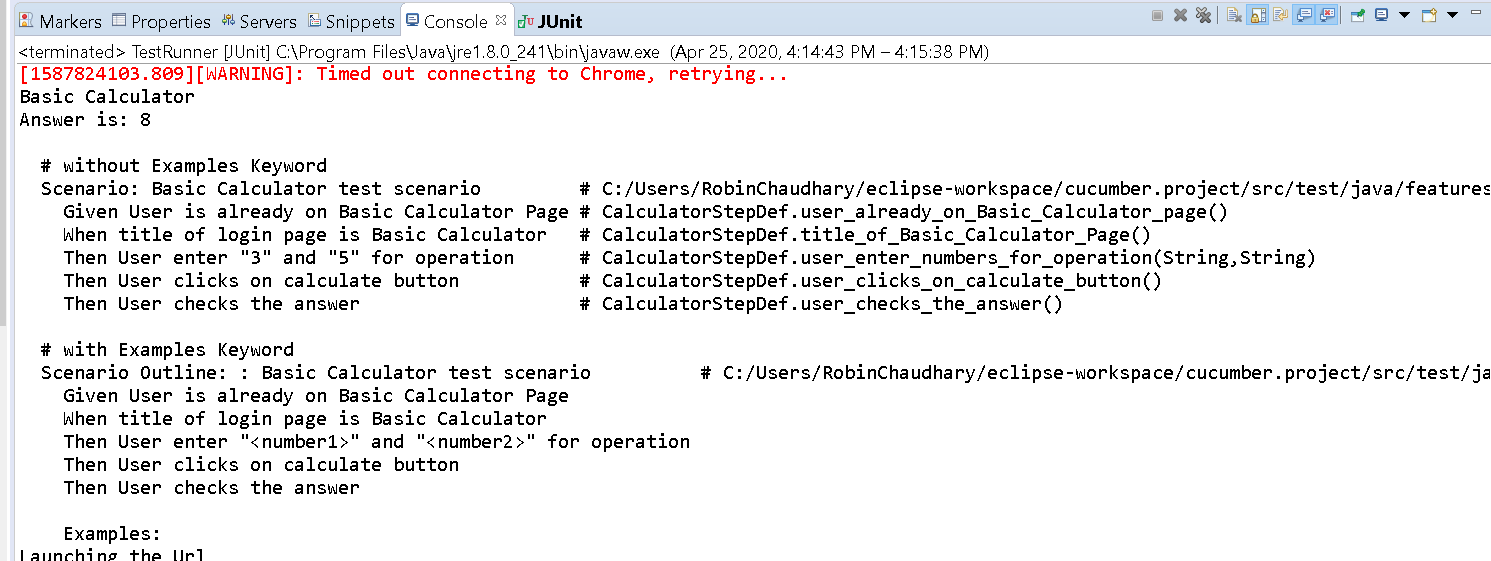 Markers Properties Servers Snippets Console JUnit
<terminated> TestRunner [JUnit] C:\Program Files\Java\jre1.8.0_241\bin\javaw.exe (Apr 25, 2020, 4:14:43 PM – 4:15:38 PM)
[1587824103.809][WARNING]: Timed out connecting to Chrome, retrying...
Basic Calculator
Answer is: 8
# without Examples Keyword
Scenario: Basic Calculator test scenario # C:/Users/RobinChaudhary/eclipse-workspace/cucumber.project/src/test/java/features
Given User is already on Basic Calculator Page # CalculatorStepDef.user_already_on_Basic_Calculator_page()
When title of login page is Basic Calculator # CalculatorStepDef.title_of_Basic_Calculator_Page()
Then User enter "3" and "5" for operation # CalculatorStepDef.user_enter_numbers_for_operation(String,String)
Then User clicks on calculate button # CalculatorStepDef.user_clicks_on_calculate_button()
Then User checks the answer # CalculatorStepDef.user_checks_the_answer()
# with Examples Keyword
Scenario Outline: : Basic Calculator test scenario # C:/Users/RobinChaudhary/eclipse-workspace/cucumber.project/src/test/ja
Given User is already on Basic Calculator Page
When title of login page is Basic Calculator
Then User enter "<number1>" and "<number2>" for operation
Then User clicks on calculate button
Then User checks the answer
Examples:
Launching the Url